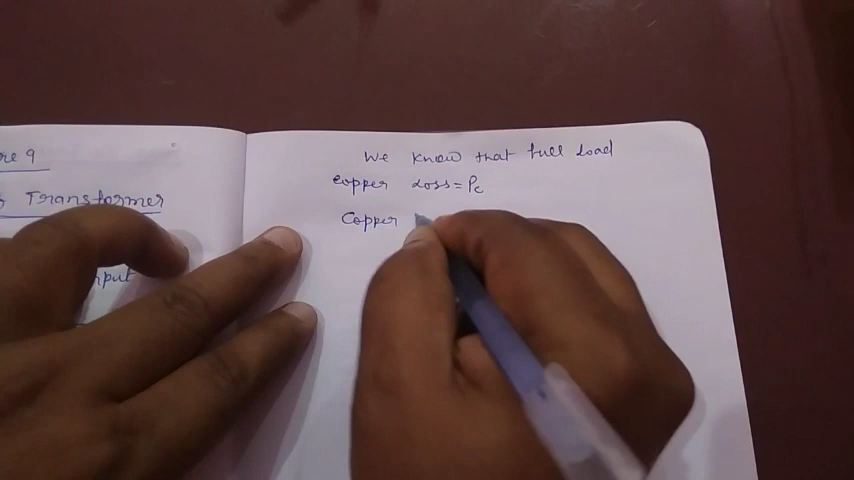 re 9
Transformer
nput
We know that full Load
Copper Loss = Pc
Copper